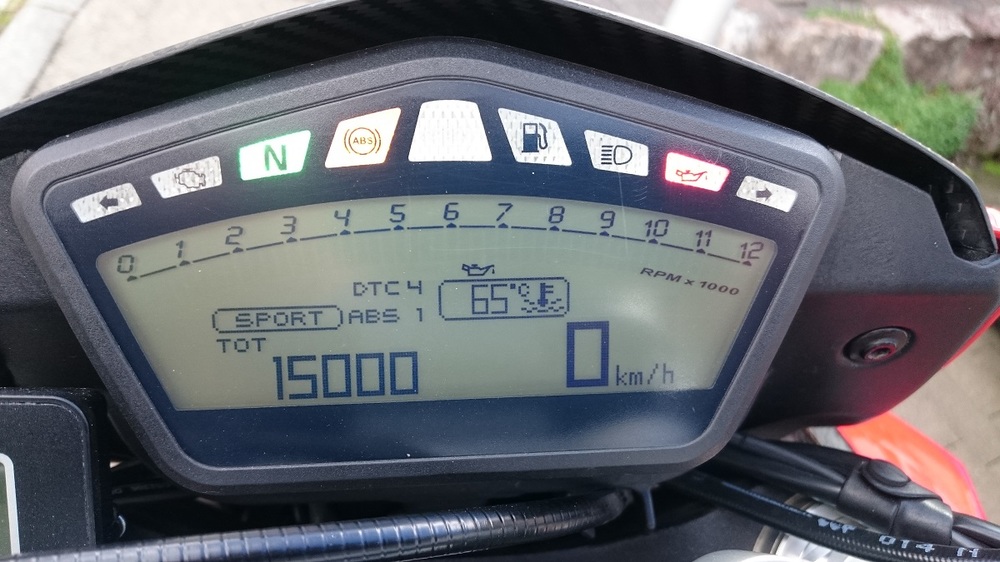 N
ABS
0 1 2 3 4 5 6 7 8 9 10 11 12
RPM x 1000
DTC 4
65°C
SPORT ABS 1
TOT
15000
0 km/h
014